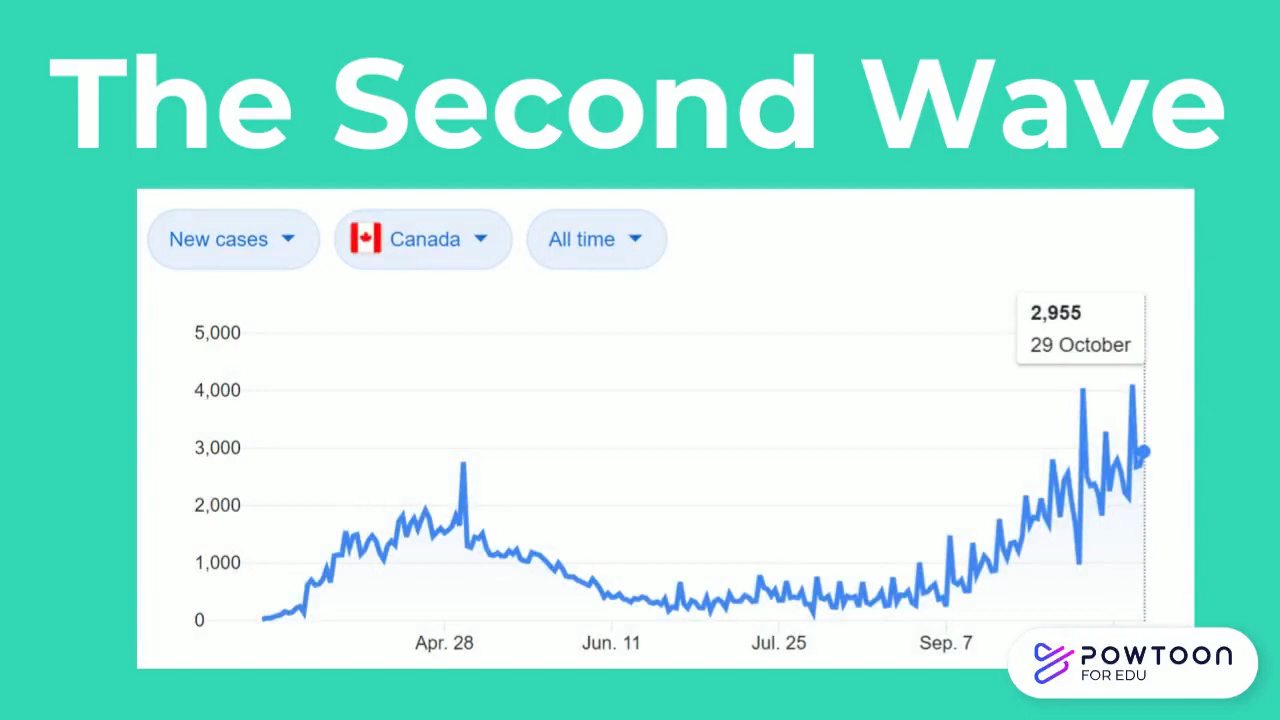 The Second Wave
New cases
Canada
All time
2,955
29 October
5,000
4,000
3,000
2,000
1,000
0
Apr. 28
Jun. 11
Jul. 25
Sep. 7
POWTOON
FOR EDU